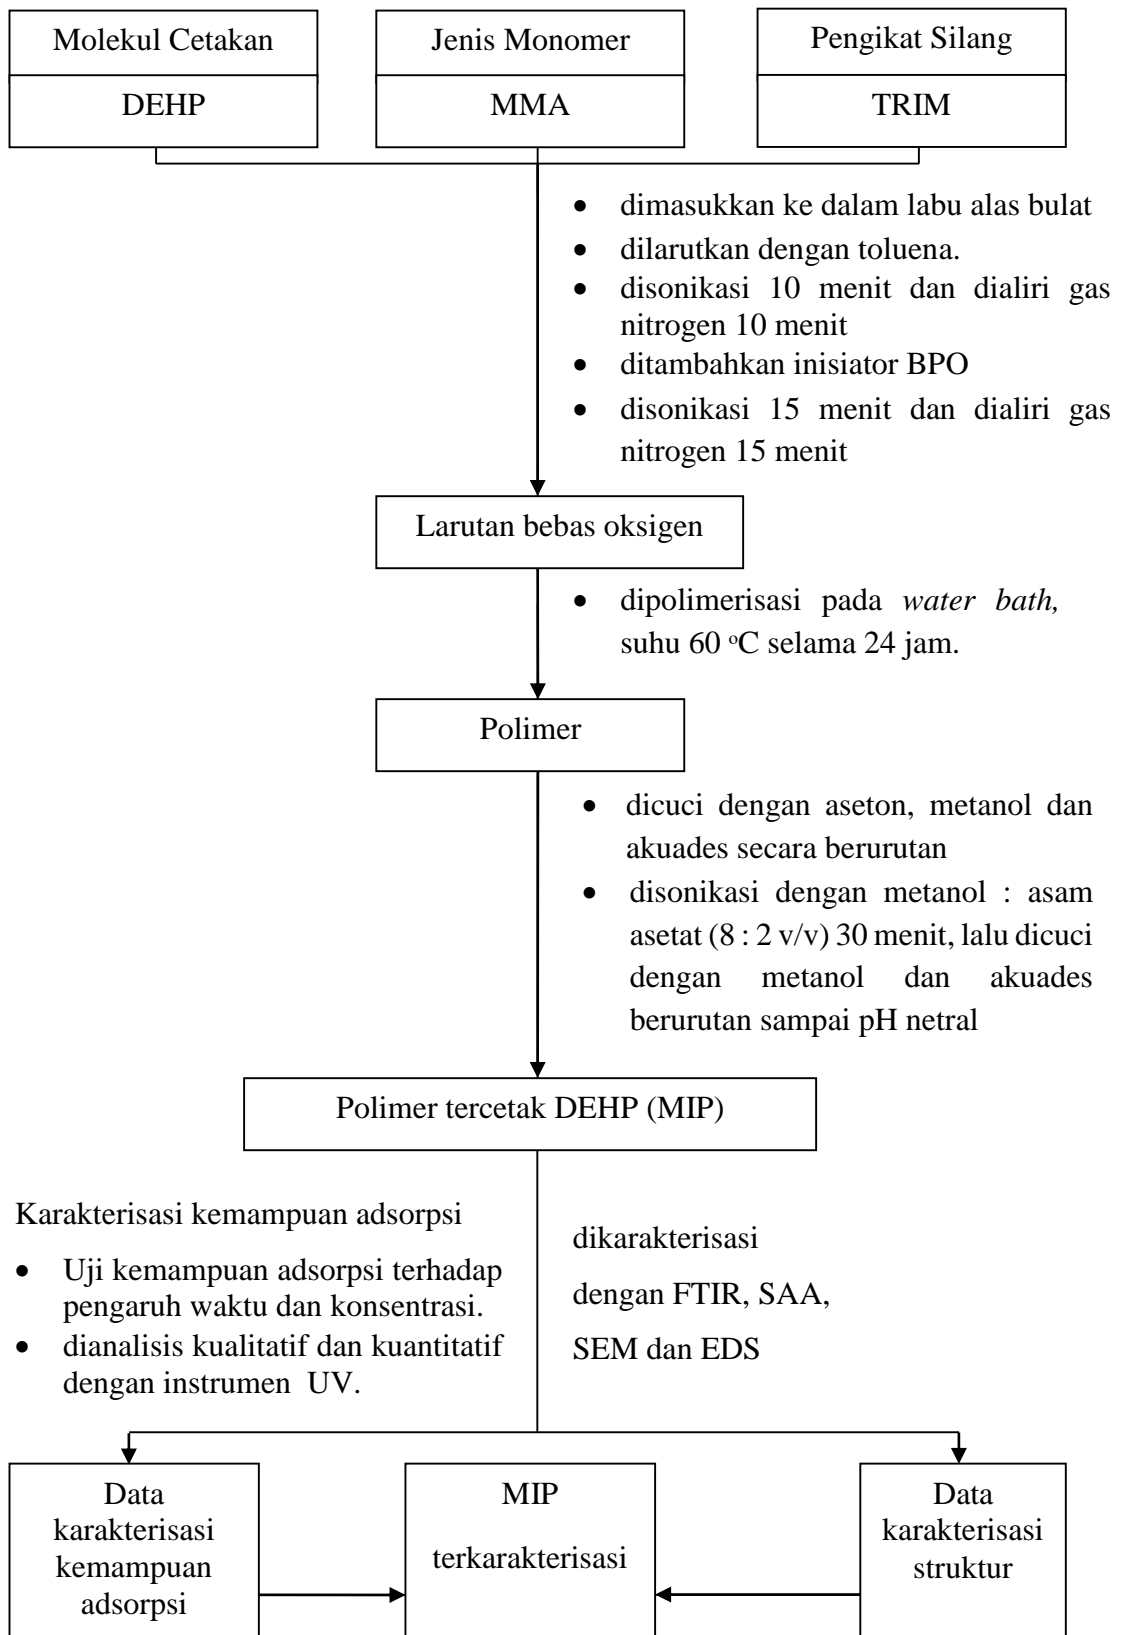 Molekul Cetakan
DEHP
Jenis Monomer
MMA
Pengikat Silang
TRIM
• dimasukkan ke dalam labu alas bulat
• dilarutkan dengan toluena.
• disonikasi 10 menit dan dialiri gas
nitrogen 10 menit
• ditambahkan inisiator BPO
• disonikasi 15 menit dan dialiri gas
nitrogen 15 menit
Larutan bebas oksigen
• dipolimerisasi pada water bath,
suhu 60 °C selama 24 jam.
Polimer
• dicuci dengan aseton, metanol dan
akuades secara berurutan
• disonikasi dengan metanol : asam
asetat (8 : 2 v/v) 30 menit, lalu dicuci
dengan metanol dan akuades
berurutan sampai pH netral
Polimer tercetak DEHP (MIP)
Karakterisasi kemampuan adsorpsi
• Uji kemampuan adsorpsi terhadap
pengaruh waktu dan konsentrasi.
• dianalisis kualitatif dan kuantitatif
dengan instrumen UV.
dikarakterisasi
dengan FTIR, SAA,
SEM dan EDS
Data
karakterisasi
kemampuan
adsorpsi
MIP
terkarakterisasi
Data
karakterisasi
struktur